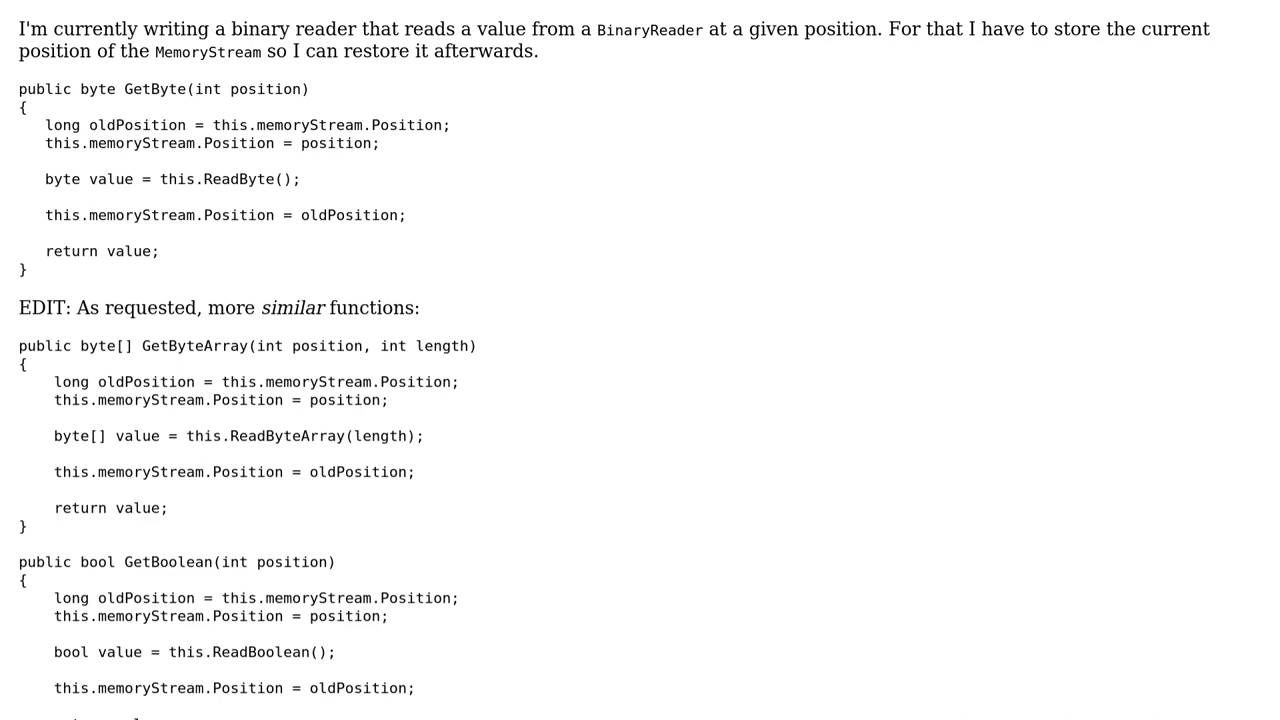 I'm currently writing a binary reader that reads a value from a BinaryReader at a given position. For that I have to store the current
position of the MemoryStream so I can restore it afterwards.
public byte GetByte(int position)
{
   long oldPosition = this.memoryStream.Position;
   this.memoryStream.Position = position;
   byte value = this.ReadByte();
   this.memoryStream.Position = oldPosition;
   return value;
}
EDIT: As requested, more similar functions:
public byte[] GetByteArray(int position, int length)
{
    long oldPosition = this.memoryStream.Position;
    this.memoryStream.Position = position;
    byte[] value = this.ReadByteArray(length);
    this.memoryStream.Position = oldPosition;
    return value;
}
public bool GetBoolean(int position)
{
    long oldPosition = this.memoryStream.Position;
    this.memoryStream.Position = position;
    bool value = this.ReadBoolean();
    this.memoryStream.Position = oldPosition;